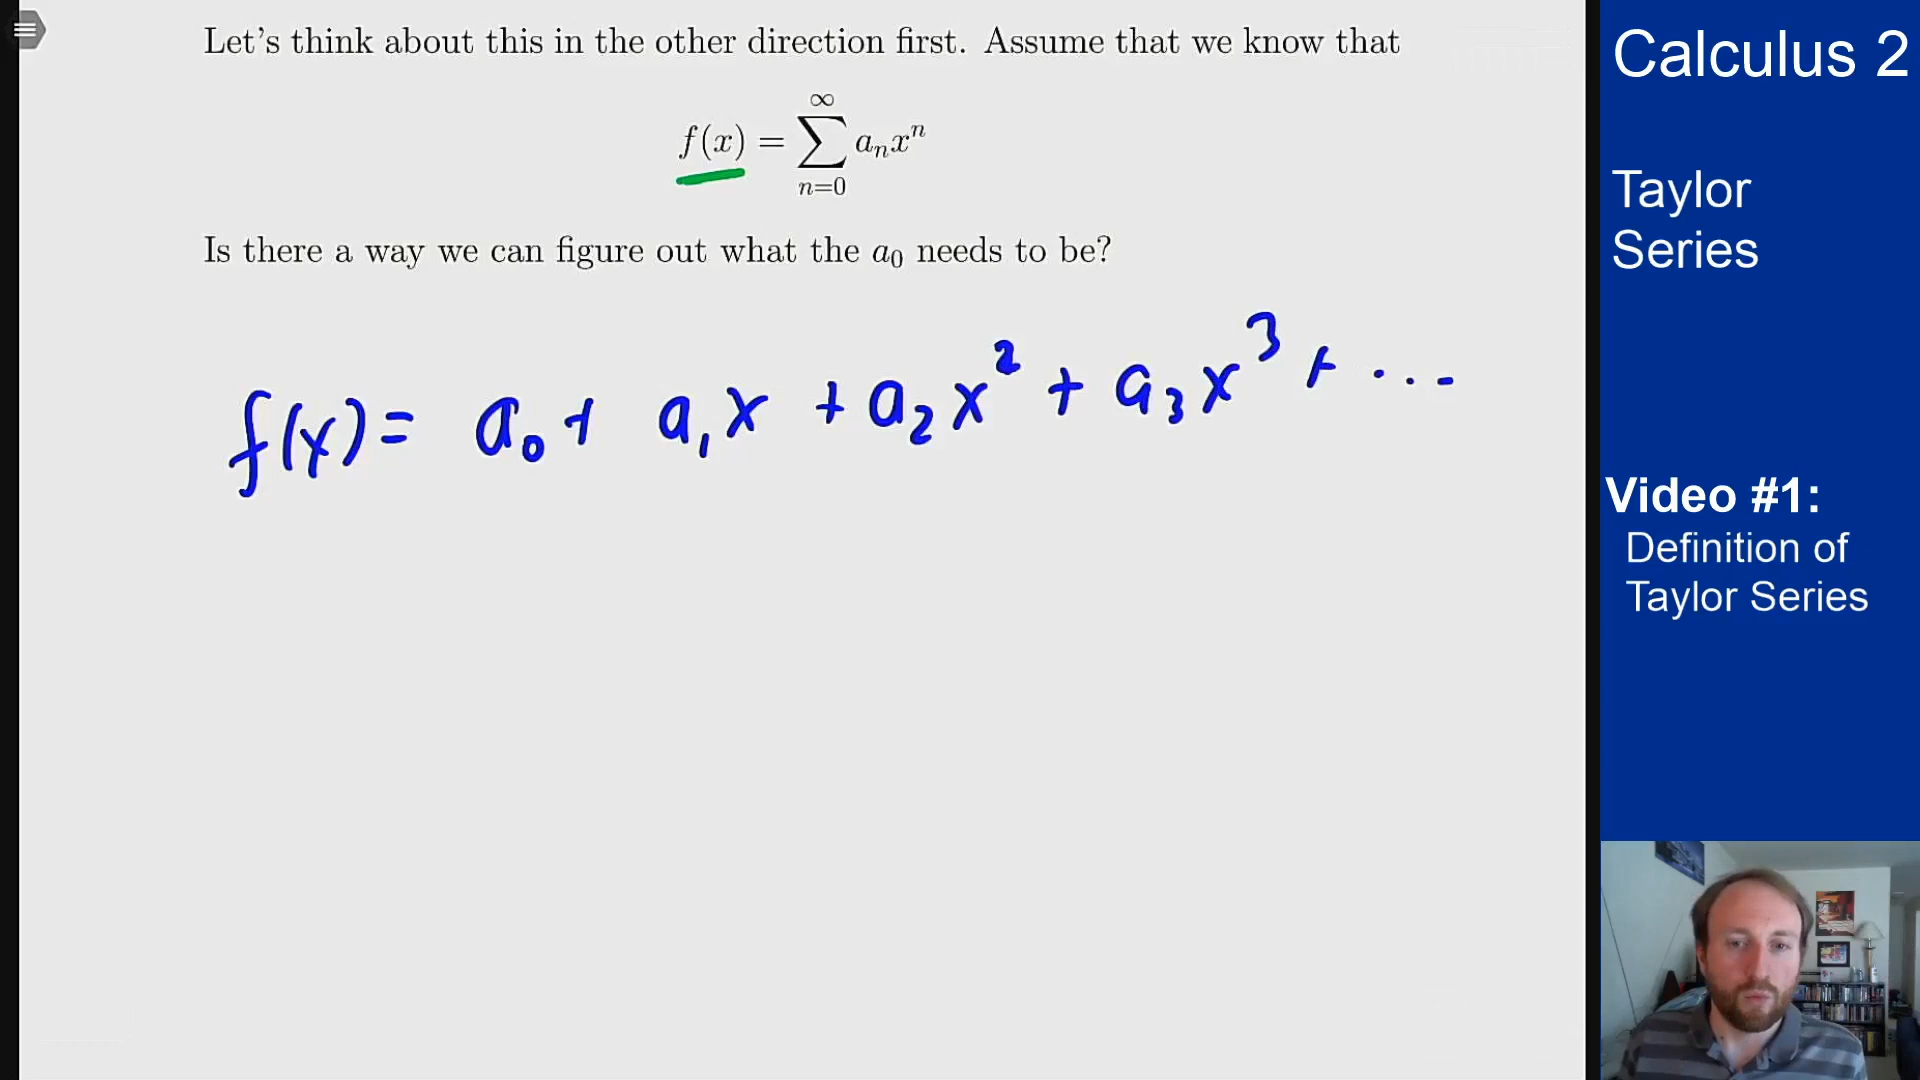 Let's think about this in the other direction first. Assume that we know that
f(x) = ∑_{n=0}^{∞} a_n x^n
Is there a way we can figure out what the a_0 needs to be?
f(x) = a_0 + a_1 x + a_2 x^2 + a_3 x^3 + ...
Calculus 2
Taylor
Series
Video #1:
Definition of
Taylor Series